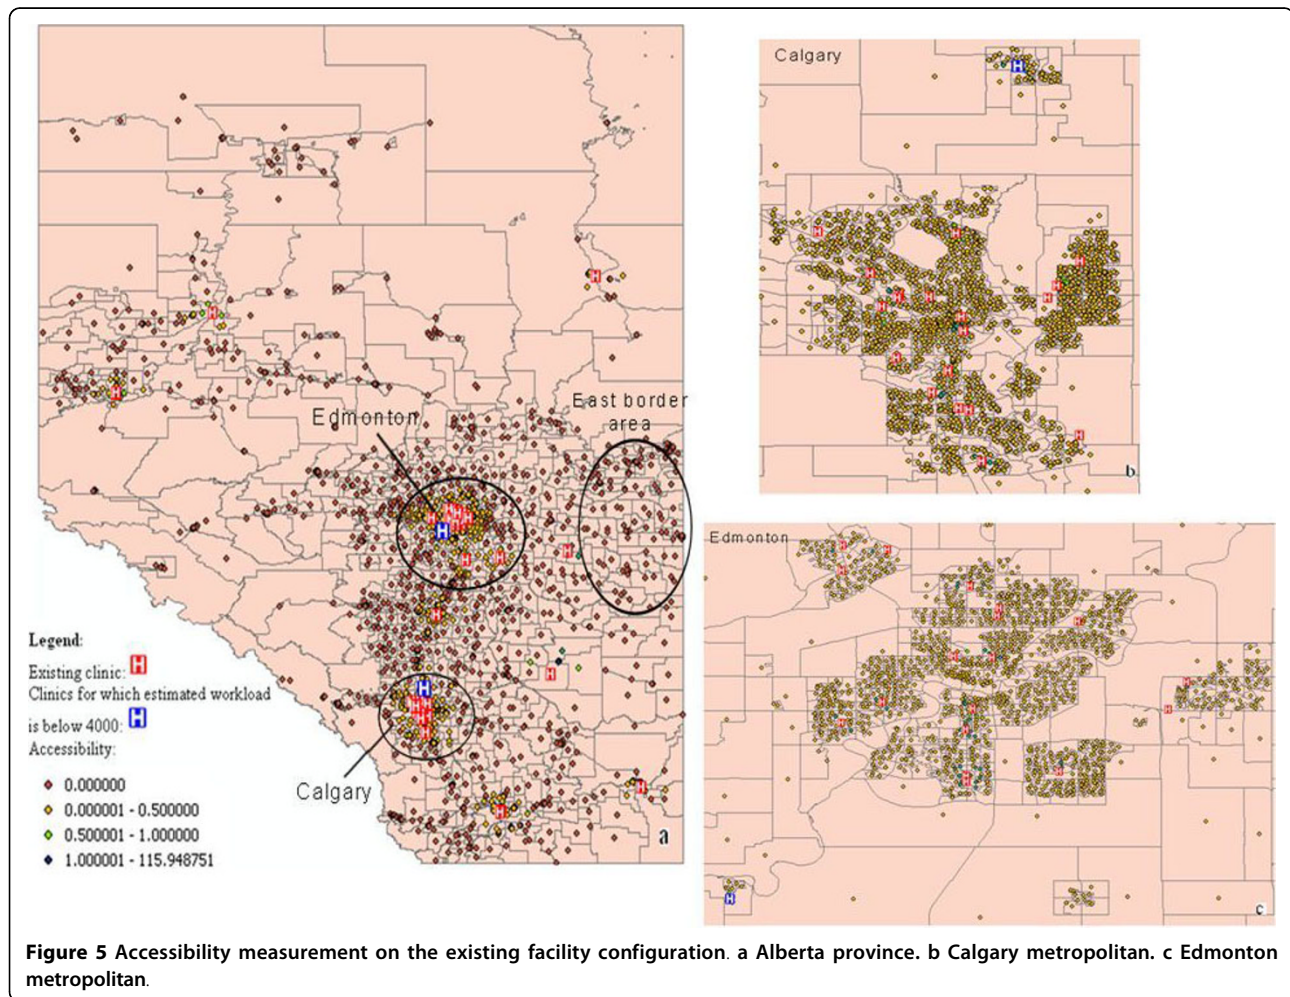 Edmonton
East border
area
Legend:
Existing clinic: H
Clinics for which estimated workload
is below 4000: H
Accessibility:
0.000000
0.000001 - 0.500000
0.500001 - 1.000000
1.000001 - 115.948751
Calgary
a
Calgary
b
Edmonton
c
Figure 5 Accessibility measurement on the existing facility configuration. a Alberta province. b Calgary metropolitan. c Edmonton
metropolitan.